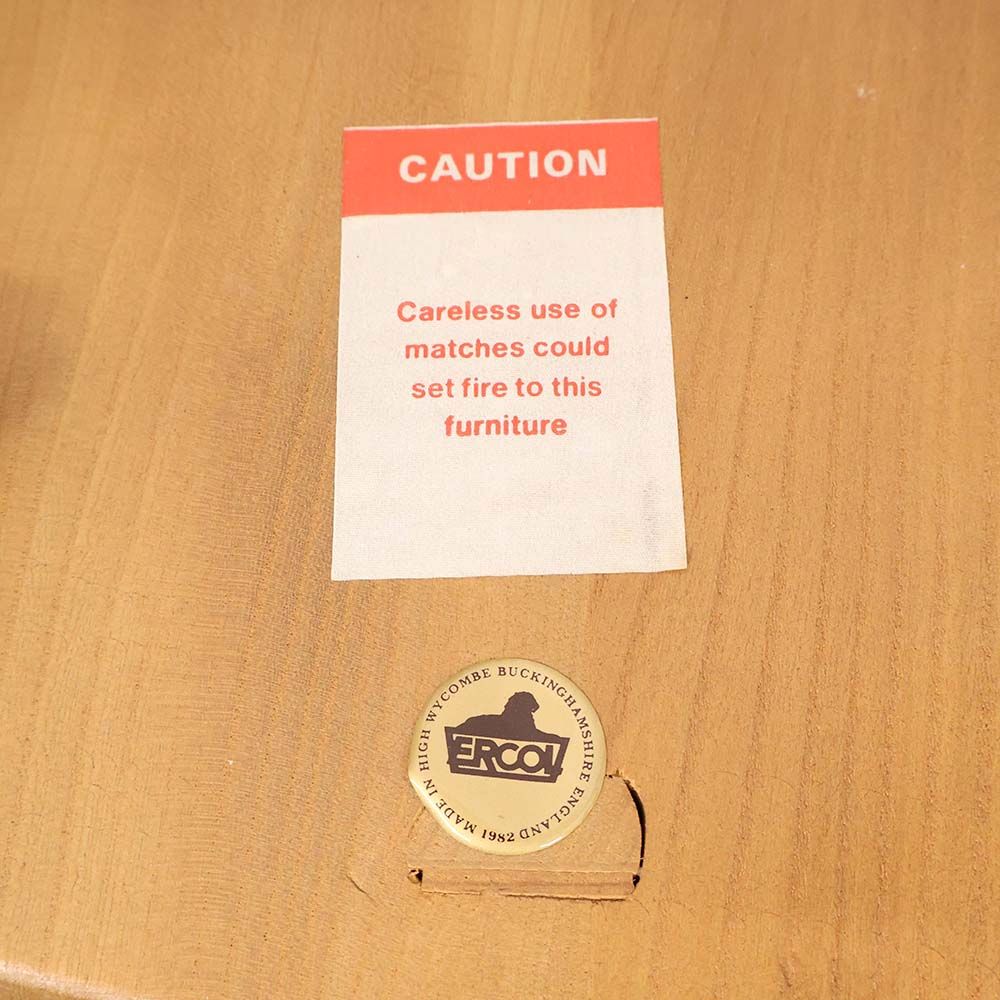 CAUTION
Careless use of
matches could
set fire to this
furniture
MADE IN HIGH WYCOMBE BUCKINGHAMSHIRE ENGLAND
ERCOL
1982